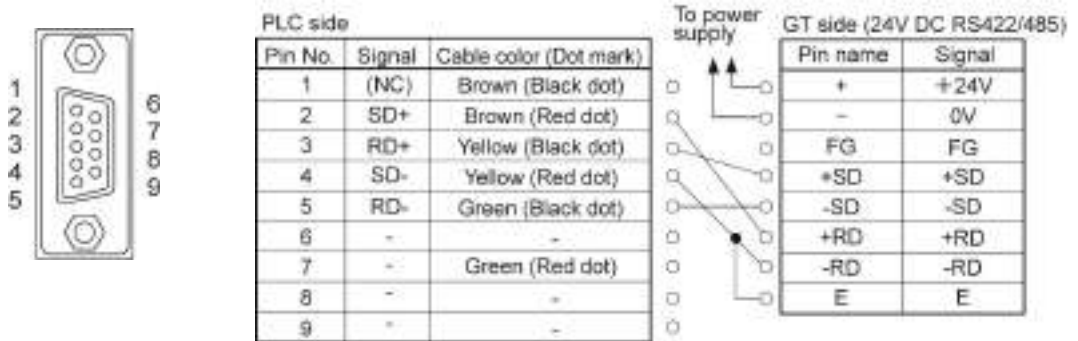 1
2
3
4
5
6
7
8
9
PLC side
Pin No. Signal Cable color (Dot mark)
1 (NC) Brown (Black dot)
2 SD+ Brown (Red dot)
3 RD+ Yellow (Black dot)
4 SD- Yellow (Red dot)
5 RD- Green (Black dot)
6 - -
7 - Green (Red dot)
8 - -
9 - -
To power
supply
GT side (24V DC RS422/485)
Pin name Signal
+ +24V
- 0V
FG FG
+SD +SD
-SD -SD
+RD +RD
-RD -RD
E E